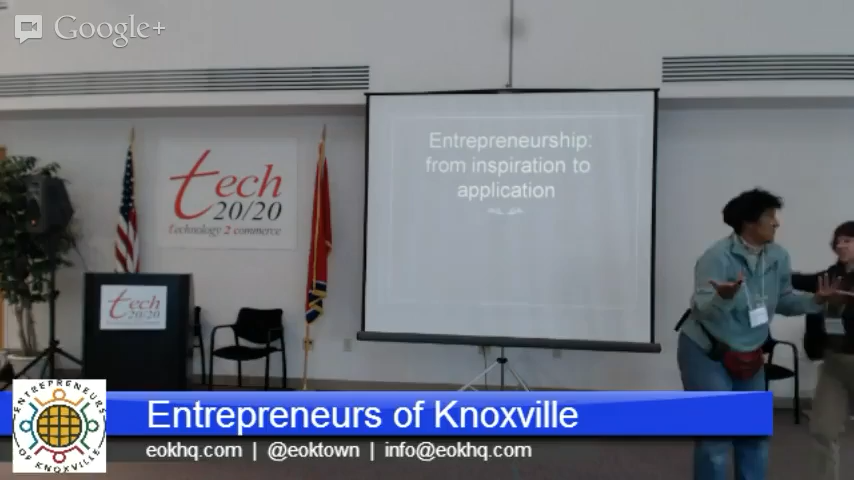 Google+
Entrepreneurship:
from inspiration to
application
tech
20/20
technology 2 commerce
tech
20/20
ENTREPRENEURS
OF KNOXVILLE
Entrepreneurs of Knoxville
eokhq.com | @eoktown | info@eokhq.com